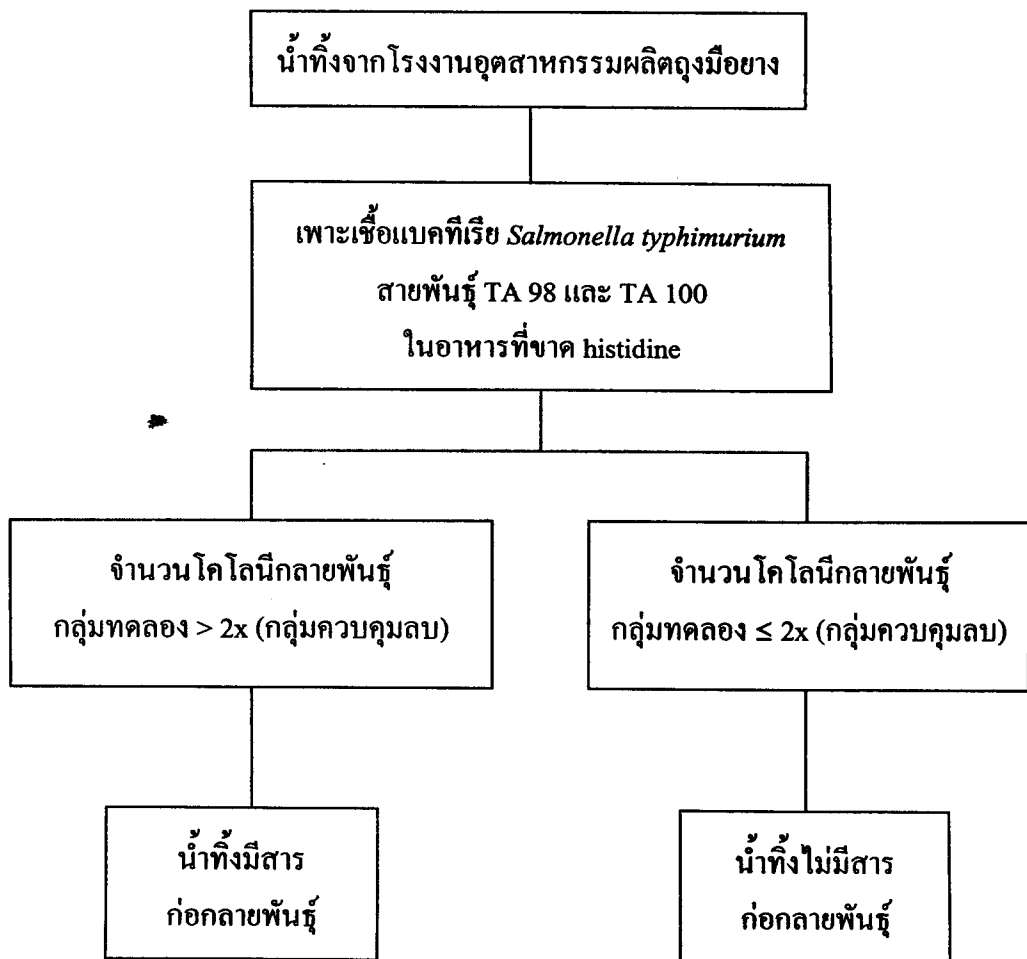 น้ำทิ้งจากโรงงานอุตสาหกรรมผลิตถุงมือยาง
เพาะเชื้อแบคทีเรีย Salmonella typhimurium
สายพันธุ์ TA 98 และ TA 100
ในอาหารที่ขาด histidine
จำนวนโคโลนีกลายพันธุ์
กลุ่มทดลอง > 2x (กลุ่มควบคุมลบ)
จำนวนโคโลนีกลายพันธุ์
กลุ่มทดลอง ≤ 2x (กลุ่มควบคุมลบ)
น้ำทิ้งมีสาร
ก่อกลายพันธุ์
น้ำทิ้งไม่มีสาร
ก่อกลายพันธุ์